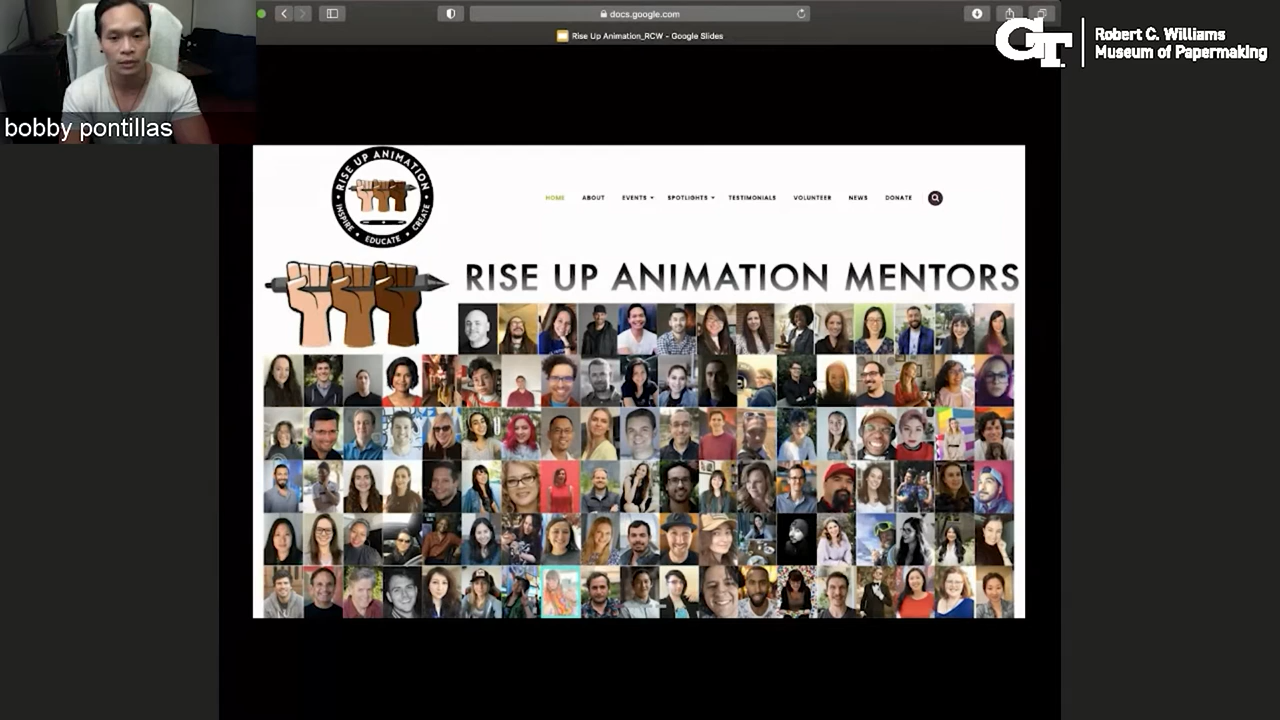 docs.google.com
Rise Up Animation_RCW – Google Slides
GT
Robert C. Williams
Museum of Papermaking
bobby pontillas
RISE UP ANIMATION
INSPIRE • EDUCATE • CREATE
HOME ABOUT EVENTS SPOTLIGHTS TESTIMONIALS VOLUNTEER NEWS DONATE
RISE UP ANIMATION MENTORS